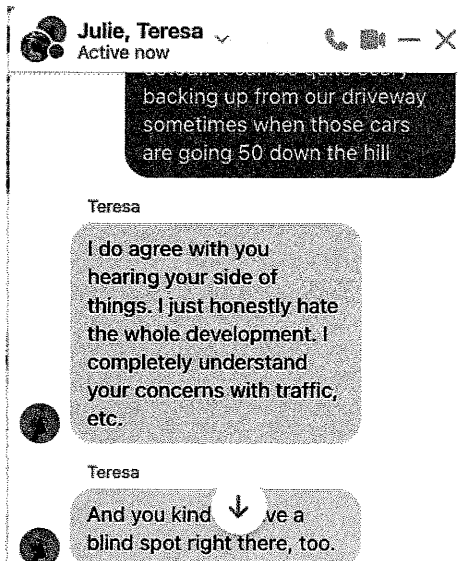 Julie, Teresa
Active now
backing up from our driveway
sometimes when those cars
are going 50 down the hill
Teresa
I do agree with you
hearing your side of
things. I just honestly hate
the whole development. I
completely understand
your concerns with traffic,
etc.
Teresa
And you kind ve a
blind spot right there, too.